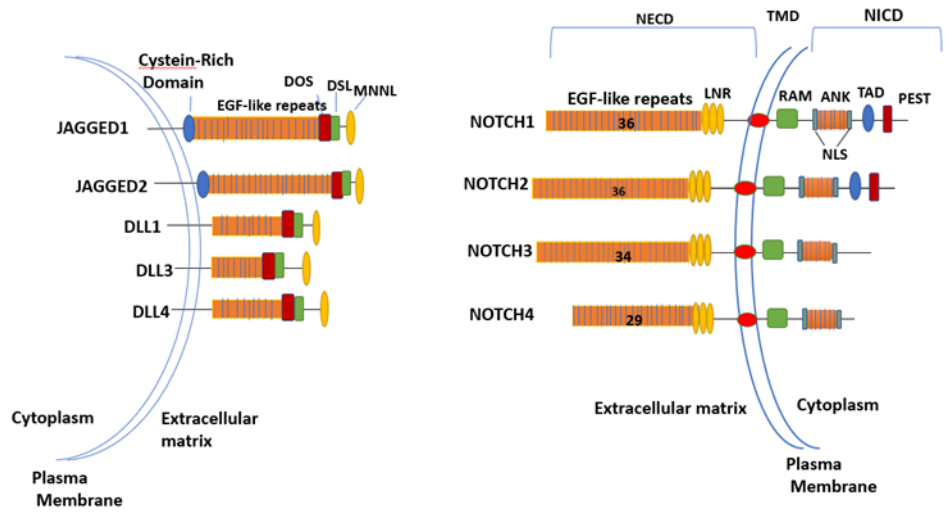 Cystein-Rich
Domain
EGF-like repeats
DOS
DSL
MNNL
JAGGED1
JAGGED2
DLL1
DLL3
DLL4
Cytoplasm
Extracellular
matrix
Plasma
Membrane
NECD
TMD
NICD
EGF-like repeats
LNR
RAM
ANK
TAD
PEST
NOTCH1
36
NLS
NOTCH2
36
NOTCH3
34
NOTCH4
29
Extracellular matrix
Cytoplasm
Plasma
Membrane